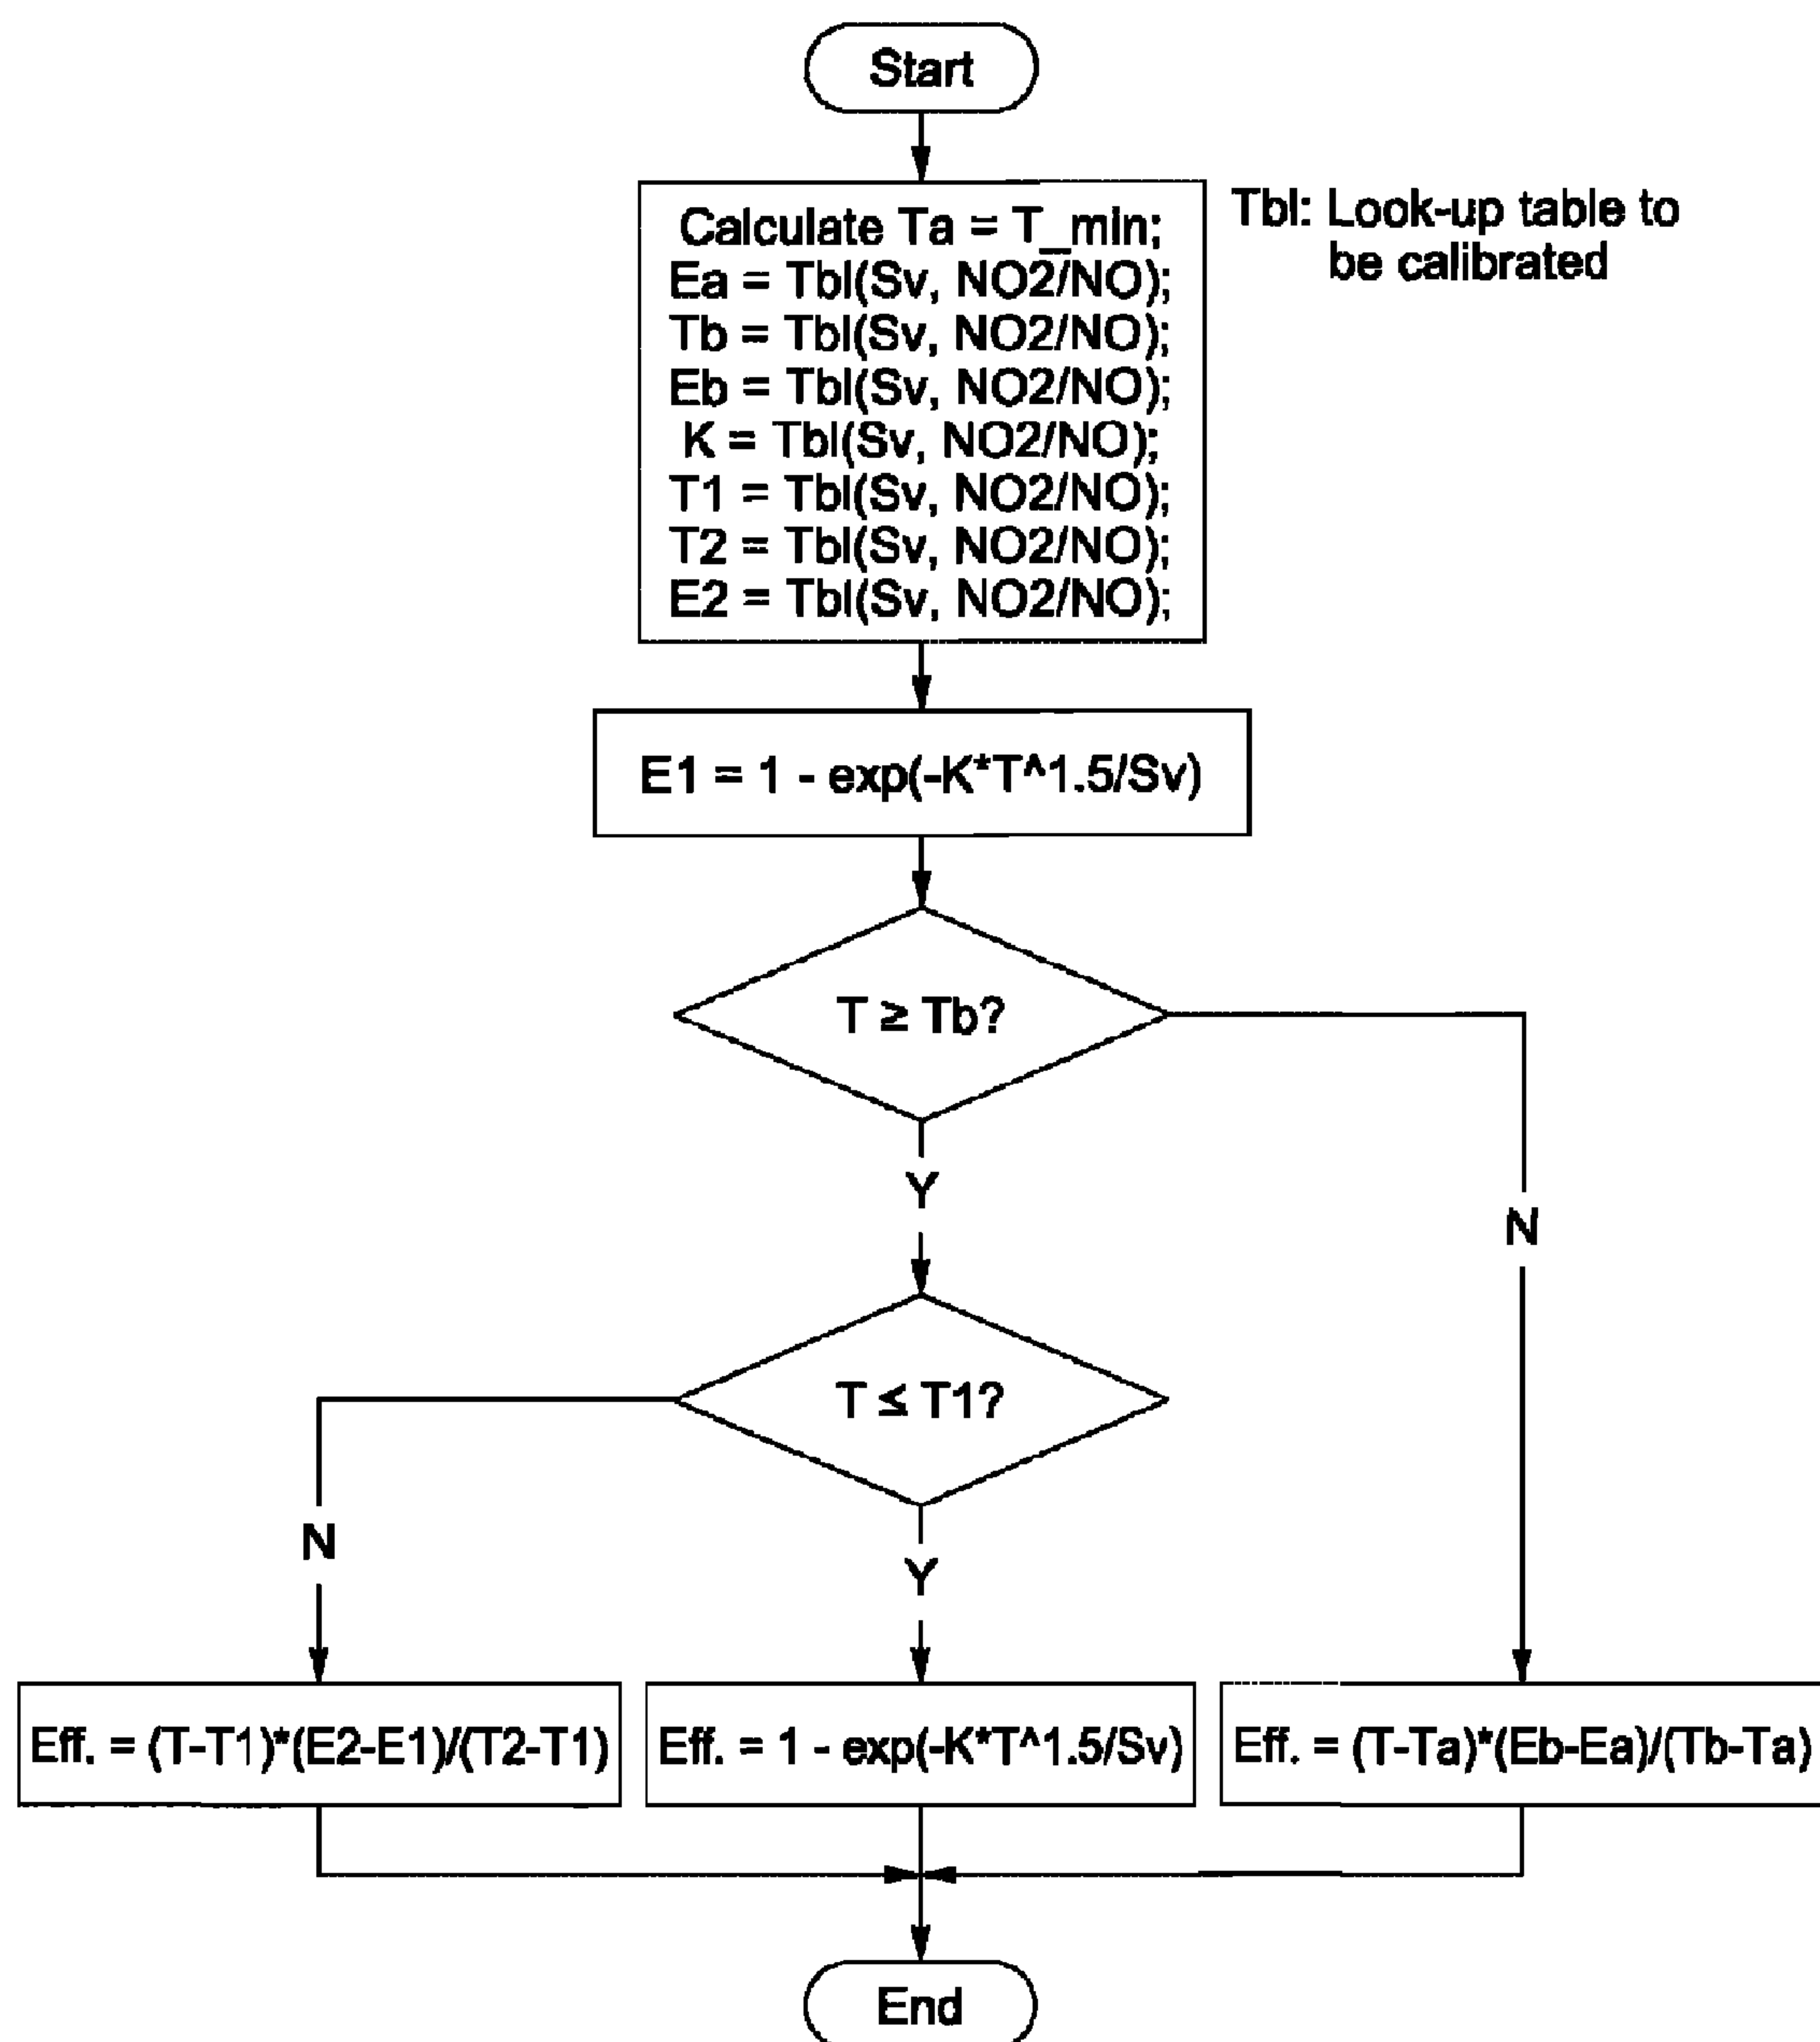 Start
Calculate Ta = T_min;
Ea = Tbl(Sv, NO2/NO);
Tb = Tbl(Sv, NO2/NO);
Eb = Tbl(Sv, NO2/NO);
K = Tbl(Sv, NO2/NO);
T1 = Tbl(Sv, NO2/NO);
T2 = Tbl(Sv, NO2/NO);
E2 = Tbl(Sv, NO2/NO);
Tbl: Look-up table to
be calibrated
E1 = 1 - exp(-K*T^1.5/Sv)
T ≥ Tb?
Y
N
T ≤ T1?
N
Y
Eff. = (T-T1)*(E2-E1)/(T2-T1)
Eff. = 1 - exp(-K*T^1.5/Sv)
Eff. = (T-Ta)*(Eb-Ea)/(Tb-Ta)
End